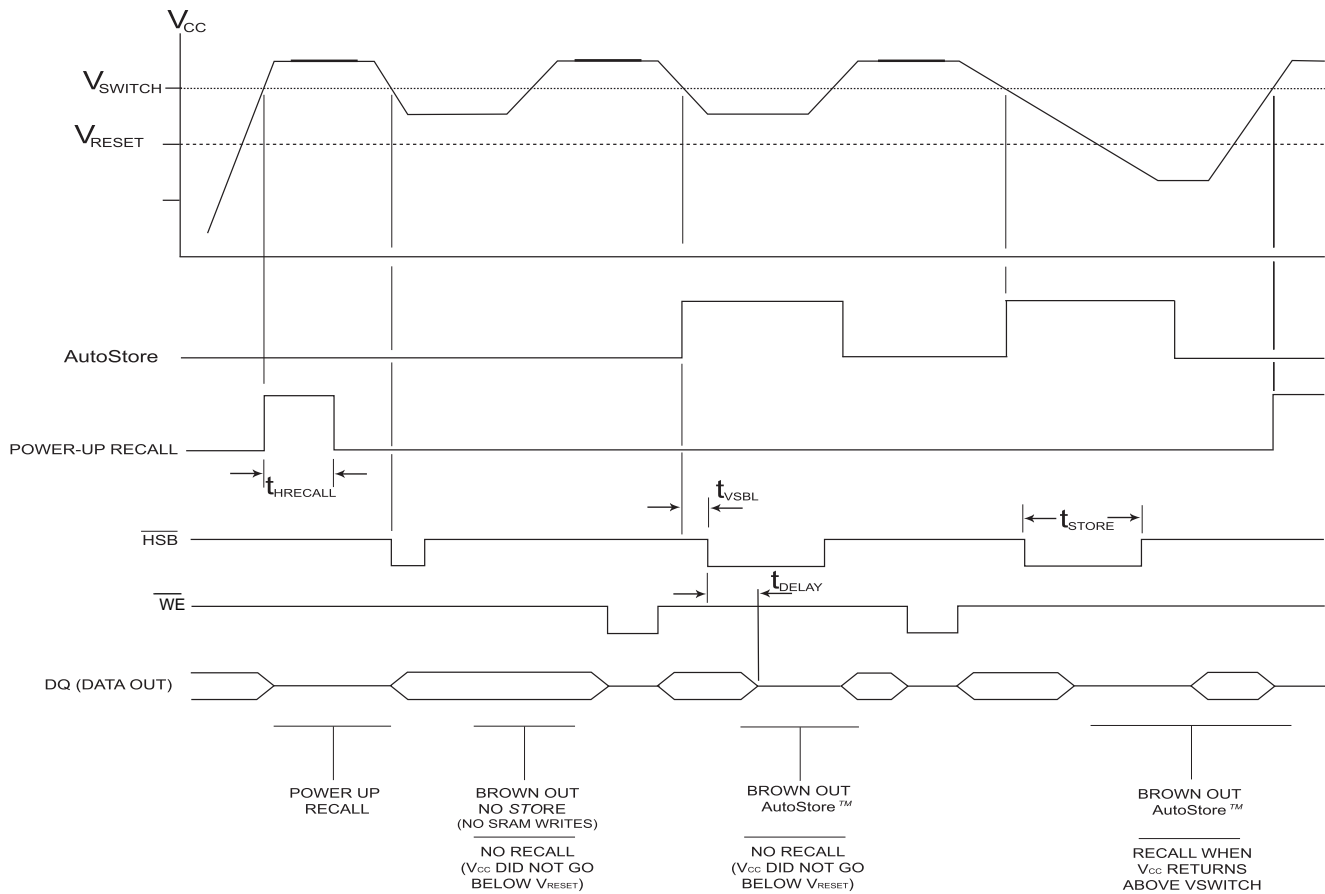 VCC
VSWITCH
VRESET
AutoStore
POWER-UP RECALL
tHRECALL
tVSBL
HSB
tSTORE
tDELAY
WE
DQ (DATA OUT)
POWER UP
RECALL
BROWN OUT
NO STORE
(NO SRAM WRITES)
NO RECALL
(VCC DID NOT GO
BELOW VRESET)
BROWN OUT
AutoStore™
NO RECALL
(VCC DID NOT GO
BELOW VRESET)
BROWN OUT
AutoStore™
RECALL WHEN
VCC RETURNS
ABOVE VSWITCH